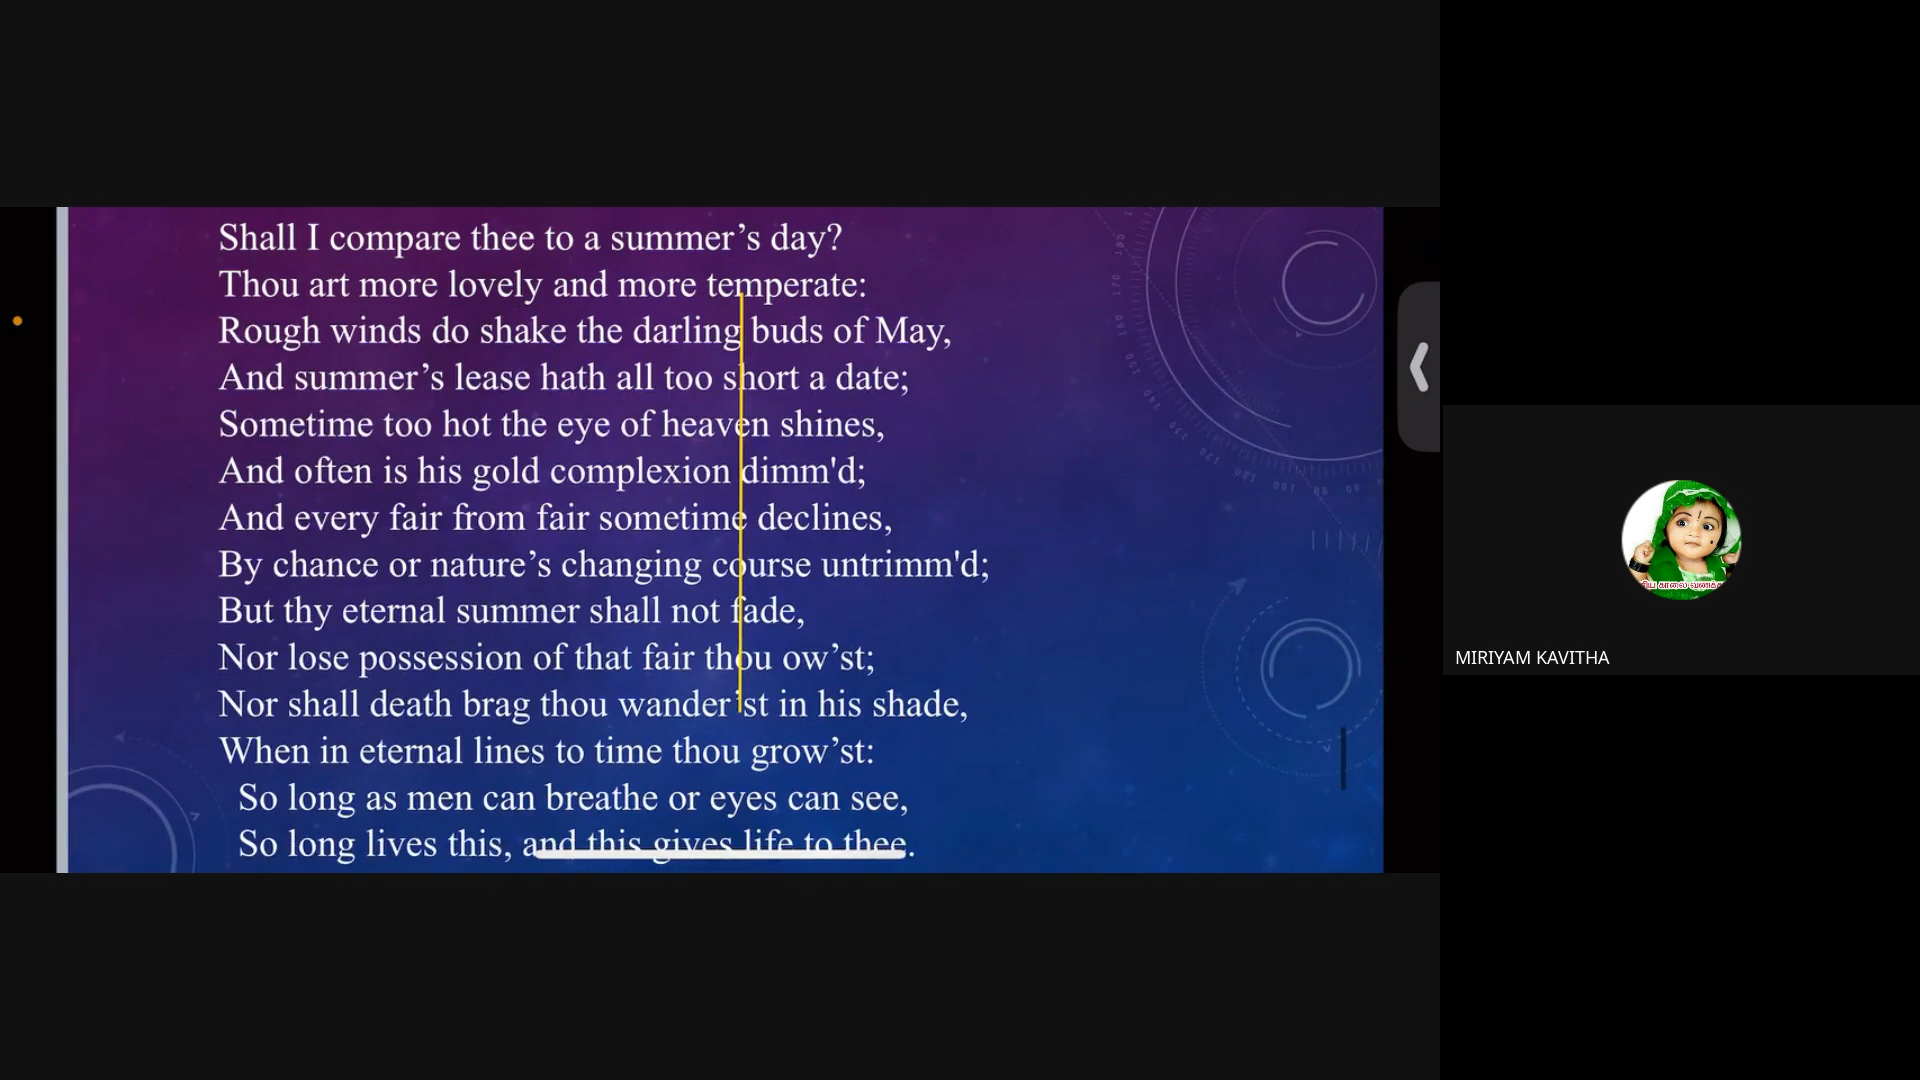 Shall I compare thee to a summer’s day?
Thou art more lovely and more temperate:
Rough winds do shake the darling buds of May,
And summer’s lease hath all too short a date;
Sometime too hot the eye of heaven shines,
And often is his gold complexion dimm'd;
And every fair from fair sometime declines,
By chance or nature’s changing course untrimm'd;
But thy eternal summer shall not fade,
Nor lose possession of that fair thou ow’st;
Nor shall death brag thou wander’st in his shade,
When in eternal lines to time thou grow’st:
So long as men can breathe or eyes can see,
So long lives this, and this gives life to thee.
MIRIYAM KAVITHA